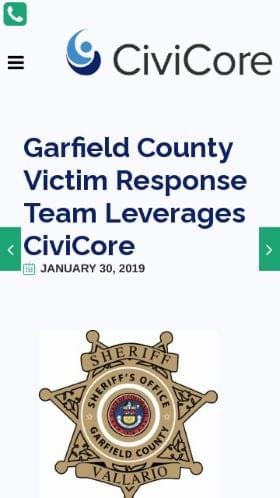 CiviCore
Garfield County
Victim Response
Team Leverages
CiviCore
JANUARY 30, 2019
SHERIFF
SHERIFF'S OFFICE
GARFIELD COUNTY
VALLARIO